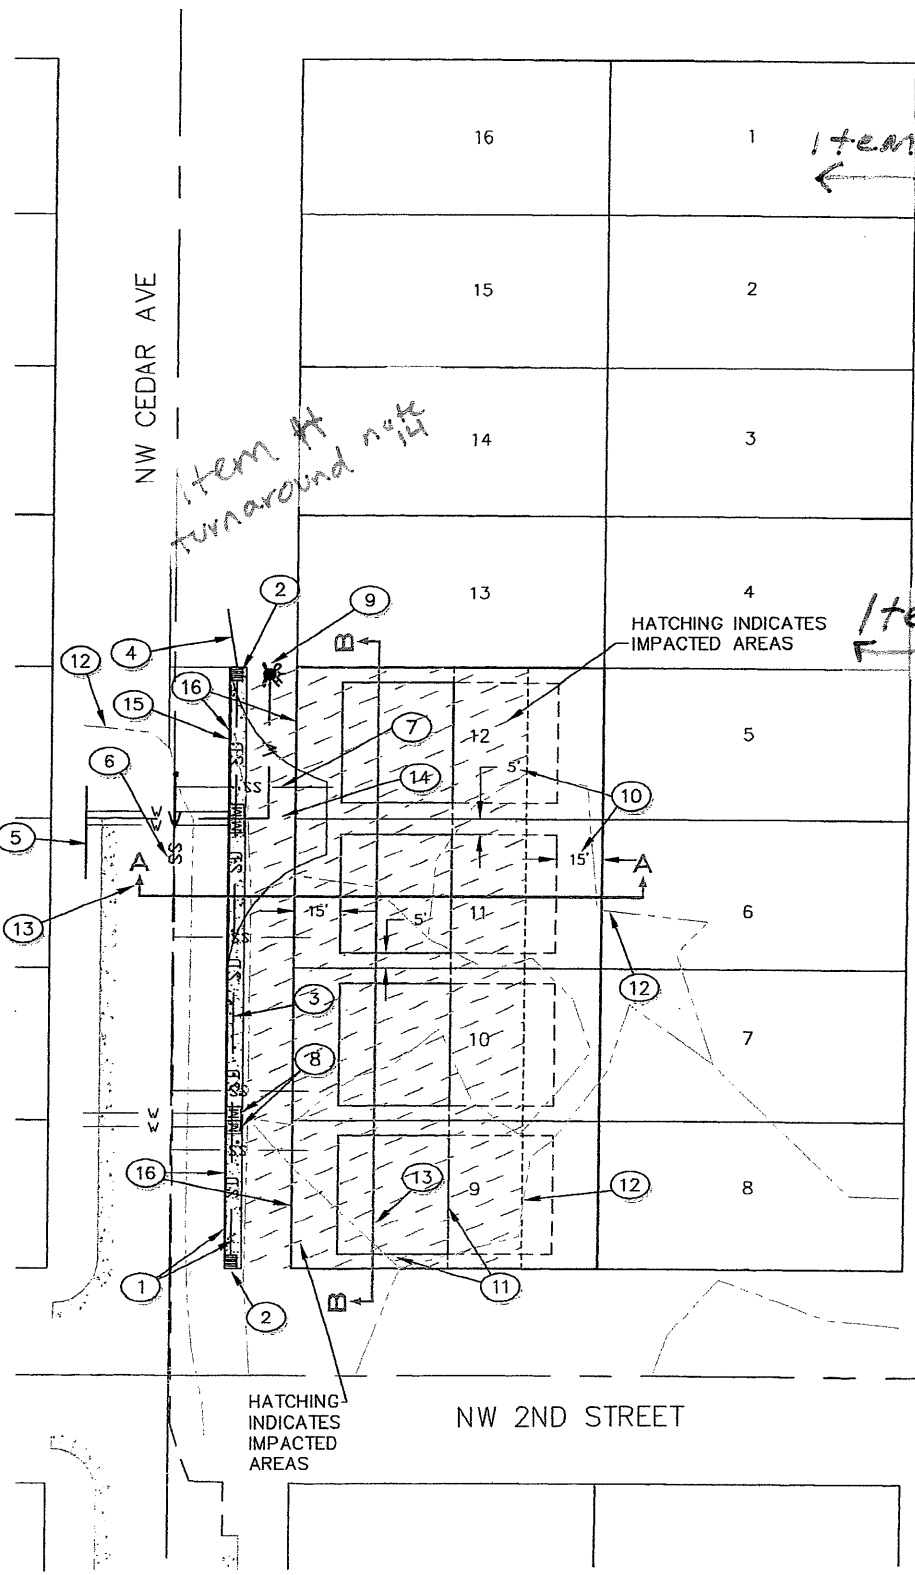 16
1
Item
15
2
NW CEDAR AVE
14
3
Item #
turnaround note
14
13
4
2
9
HATCHING INDICATES
IMPACTED AREAS
B
4
12
16
15
7
12
5
6
14
5'
10
W
W
5
SS
SS
A
15'
A
13
15'
11
5'
6
SS
12
3
10
7
8
W
W
SS
16
13
9
12
8
1
2
B
11
HATCHING
INDICATES
IMPACTED
AREAS
NW 2ND STREET